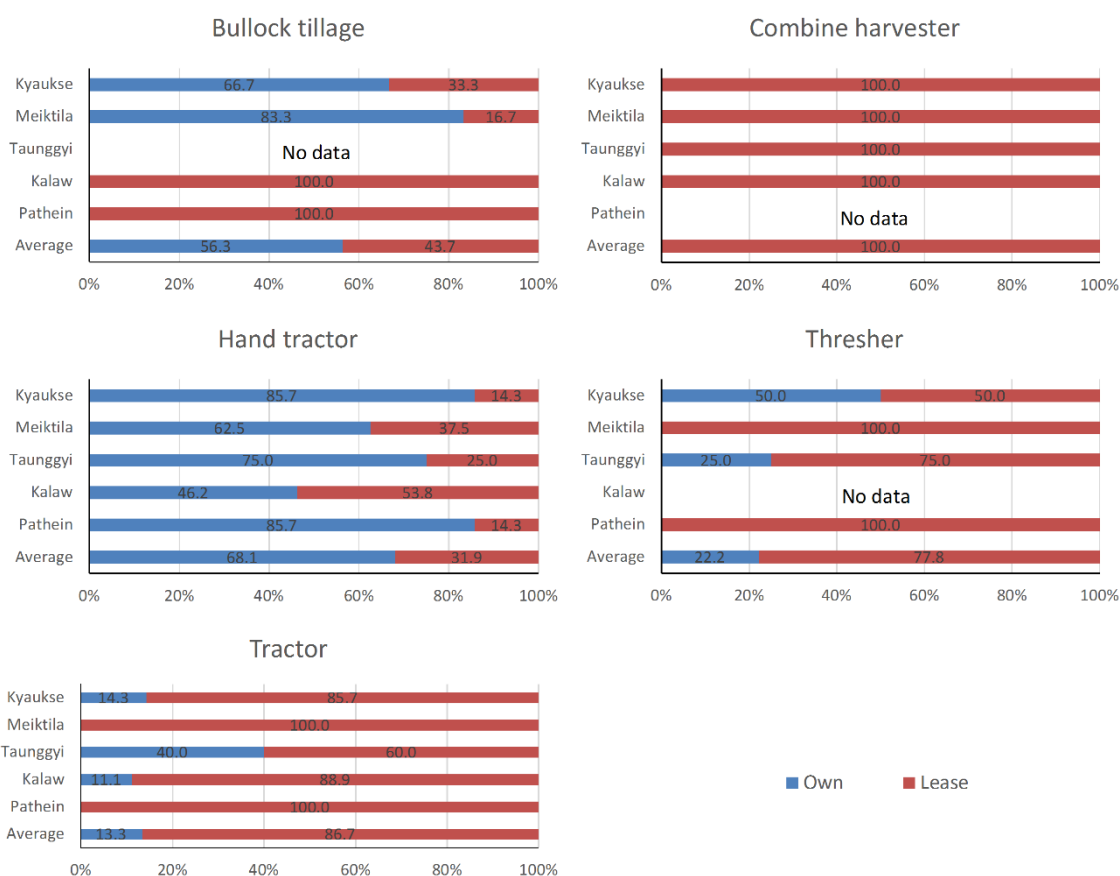 Bullock tillage
Kyaukse 66.7 33.3
Meiktila 83.3 16.7
Taunggyi No data
Kalaw 100.0
Pathein 100.0
Average 56.3 43.7
0% 20% 40% 60% 80% 100%
Combine harvester
Kyaukse 100.0
Meiktila 100.0
Taunggyi 100.0
Kalaw 100.0
Pathein No data
Average 100.0
0% 20% 40% 60% 80% 100%
Hand tractor
Kyaukse 85.7 14.3
Meiktila 62.5 37.5
Taunggyi 75.0 25.0
Kalaw 46.2 53.8
Pathein 85.7 14.3
Average 68.1 31.9
0% 20% 40% 60% 80% 100%
Thresher
Kyaukse 50.0 50.0
Meiktila 100.0
Taunggyi 25.0 75.0
Kalaw No data
Pathein 100.0
Average 22.2 77.8
0% 20% 40% 60% 80% 100%
Tractor
Kyaukse 14.3 85.7
Meiktila 100.0
Taunggyi 40.0 60.0
Kalaw 11.1 88.9
Pathein 100.0
Average 13.3 86.7
0% 20% 40% 60% 80% 100%
Own Lease